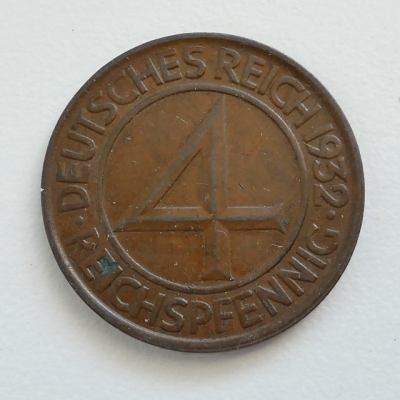 DEUTSCHES REICH 1932
4
REICHSPFENNIG